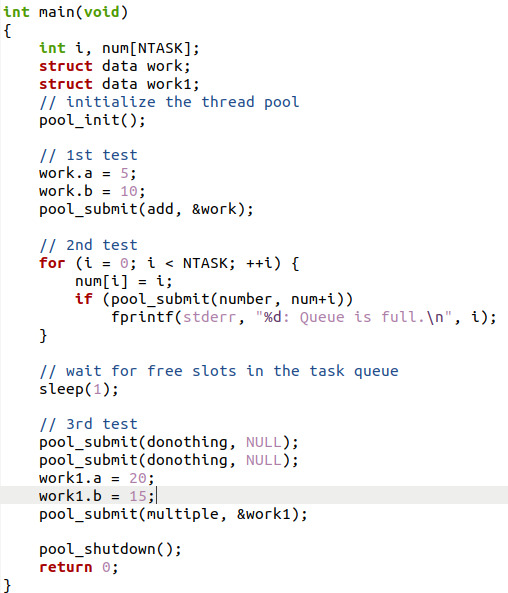 int main(void)
{
    int i, num[NTASK];
    struct data work;
    struct data work1;
    // initialize the thread pool
    pool_init();

    // 1st test
    work.a = 5;
    work.b = 10;
    pool_submit(add, &work);

    // 2nd test
    for (i = 0; i < NTASK; ++i) {
        num[i] = i;
        if (pool_submit(number, num+i))
            fprintf(stderr, "%d: Queue is full.\n", i);
    }

    // wait for free slots in the task queue
    sleep(1);

    // 3rd test
    pool_submit(donothing, NULL);
    pool_submit(donothing, NULL);
    work1.a = 20;
    work1.b = 15;
    pool_submit(multiple, &work1);

    pool_shutdown();
    return 0;
}